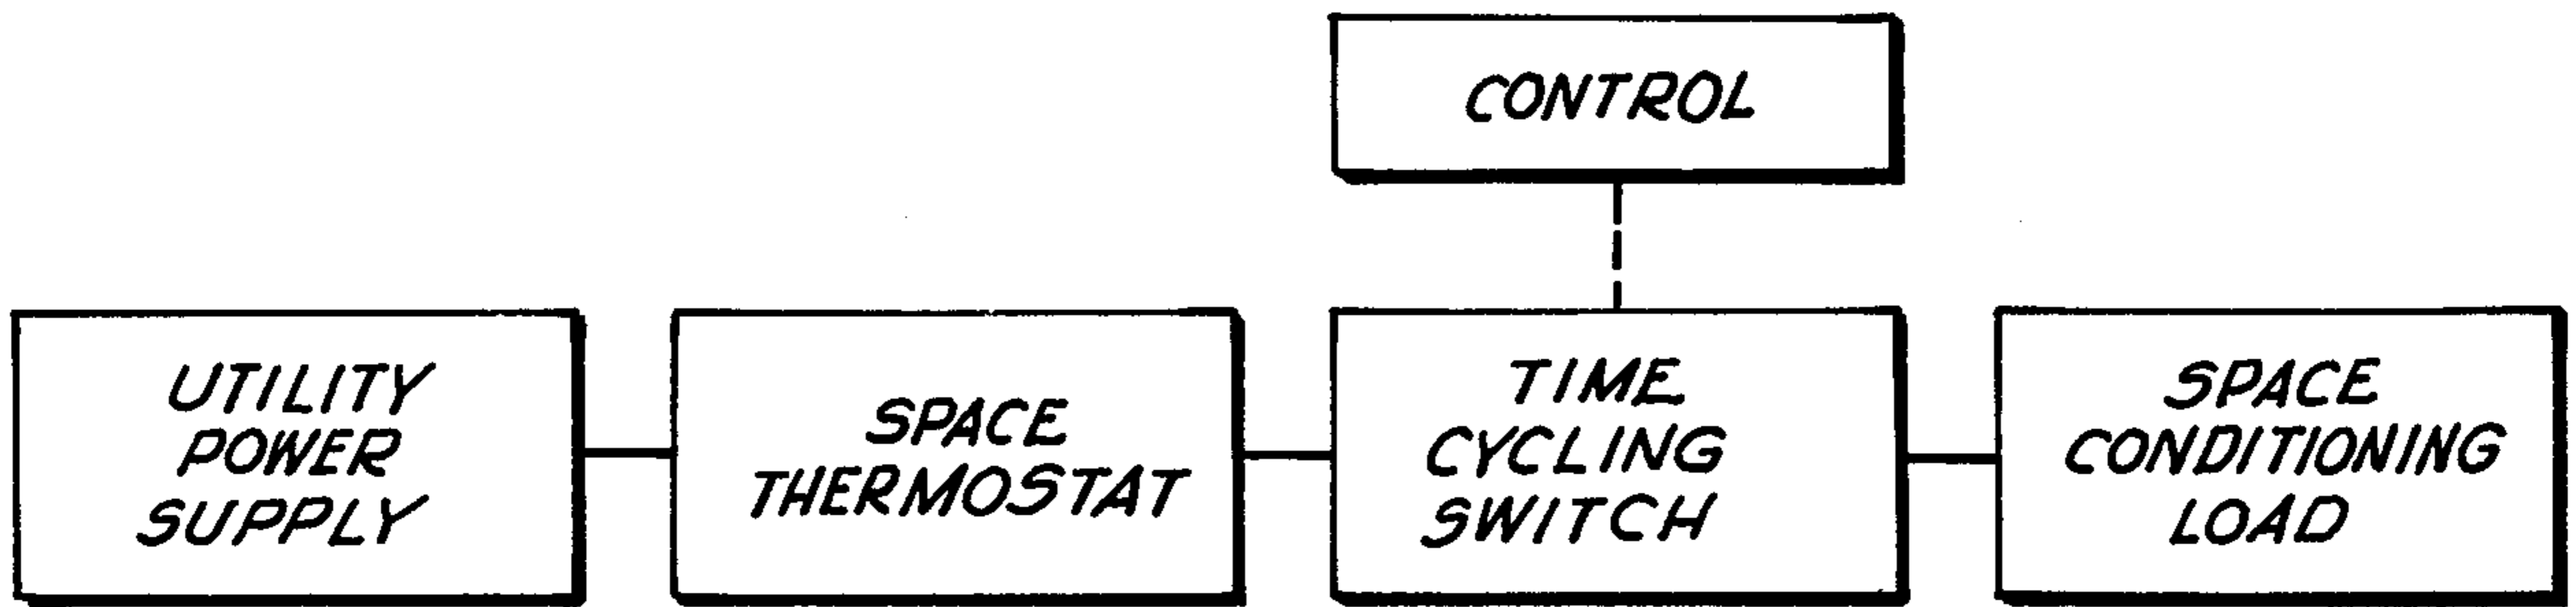 CONTROL
UTILITY
POWER
SUPPLY
SPACE
THERMOSTAT
TIME
CYCLING
SWITCH
SPACE
CONDITIONING
LOAD